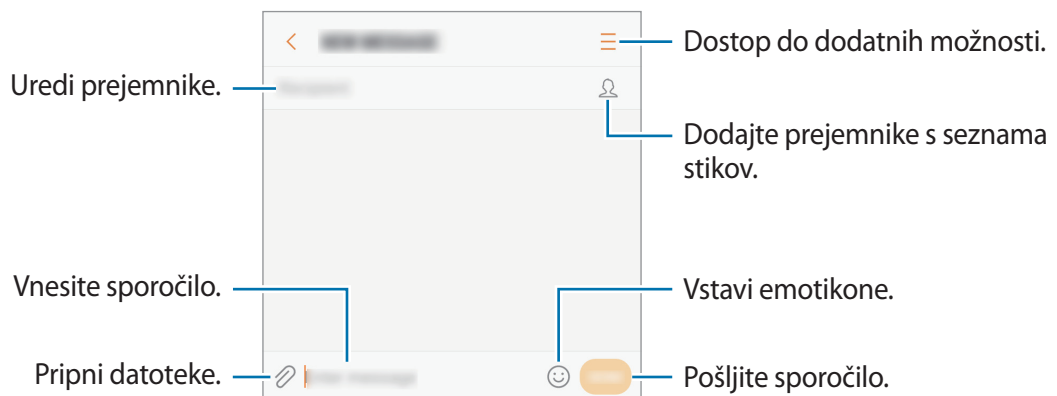 Dostop do dodatnih možnosti.
Uredi prejemnike.
Dodajte prejemnike s seznama
stikov.
Vnesite sporočilo.
Vstavi emotikone.
Pripni datoteke.
Pošljite sporočilo.